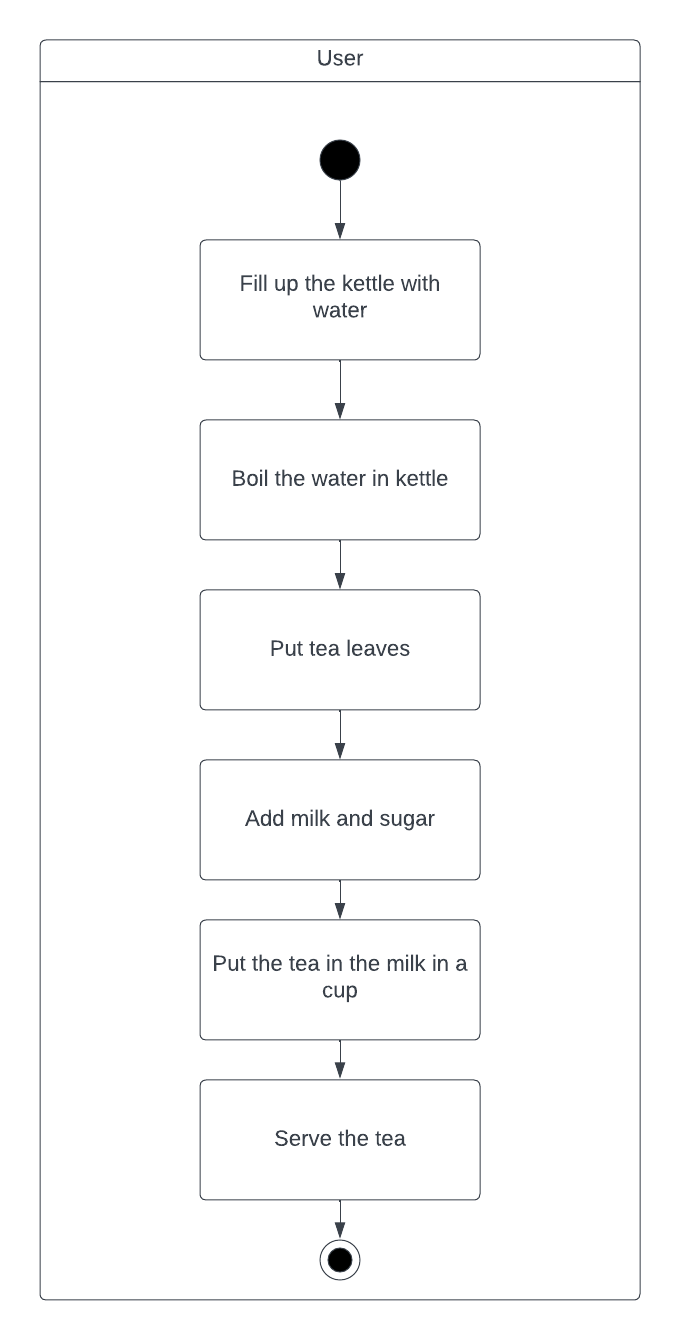 User
Fill up the kettle with
water
Boil the water in kettle
Put tea leaves
Add milk and sugar
Put the tea in the milk in a
cup
Serve the tea